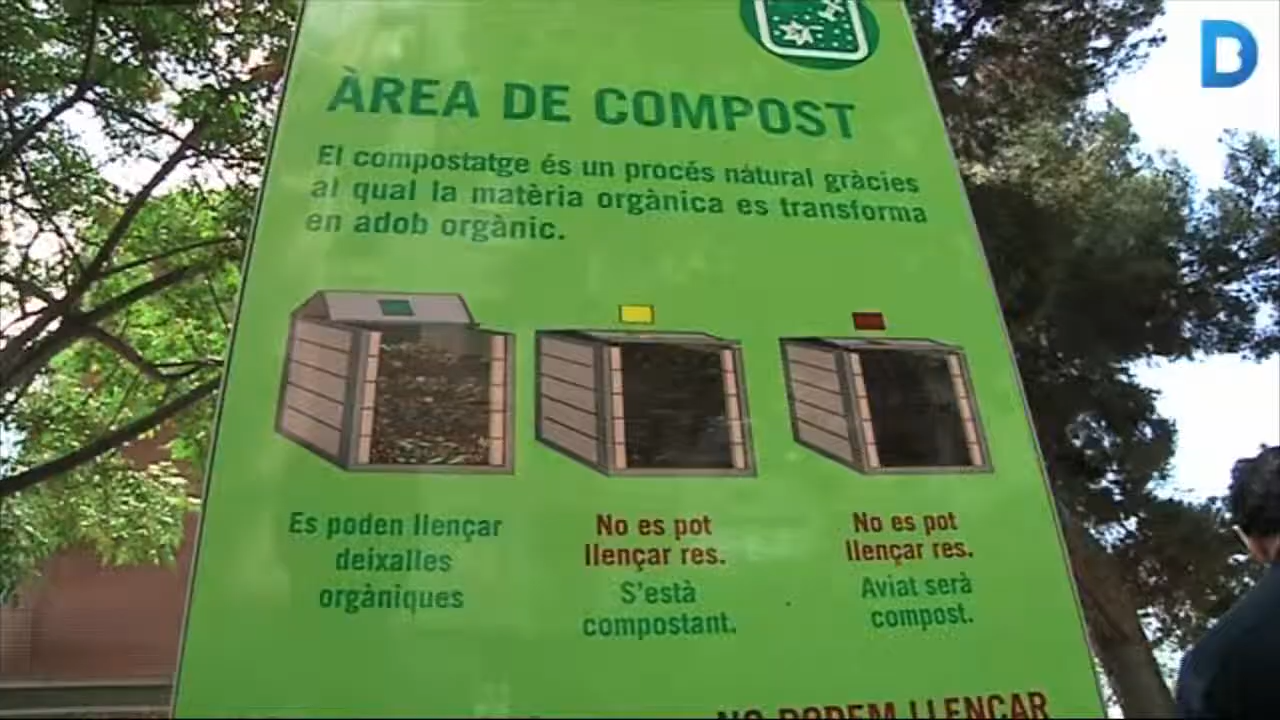 ÀREA DE COMPOST
El compostatge és un procés natural gràcies
al qual la matèria orgànica es transforma
en adob orgànic.
Es poden llençar
deixalles
orgàniques
No es pot
llençar res.
S'està
compostant.
No es pot
llençar res.
Aviat serà
compost.
NO PODEM LLENÇAR
B